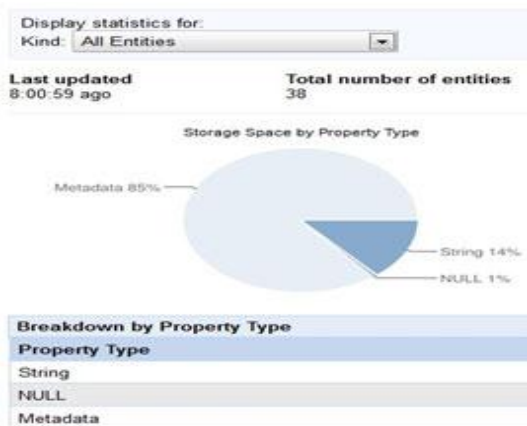 Display statistics for:
Kind: All Entities
Last updated Total number of entities
8:00:59 ago 38
Storage Space by Property Type
Metadata 85%
String 14%
NULL 1%
Breakdown by Property Type
Property Type
String
NULL
Metadata